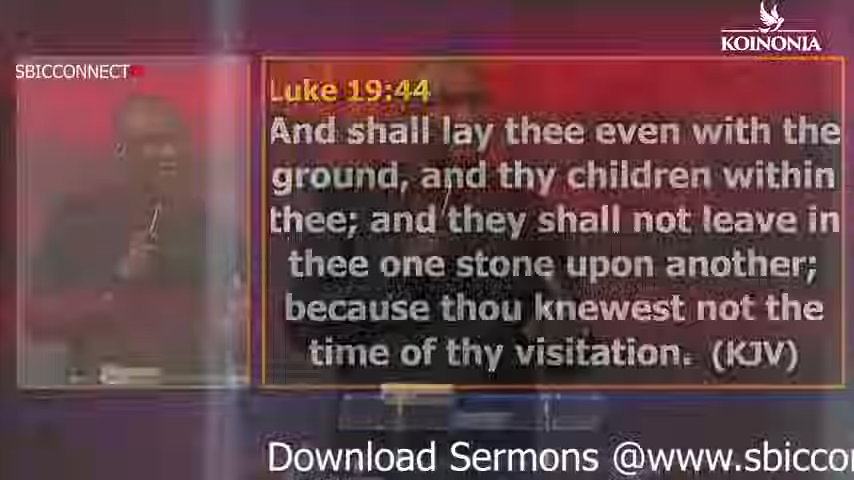 KOINONIA
SBICCONNECT
Luke 19:44
And shall lay thee even with the
ground, and thy children within
thee; and they shall not leave in
thee one stone upon another;
because thou knewest not the
time of thy visitation. (KJV)
Download Sermons @www.sbiccor